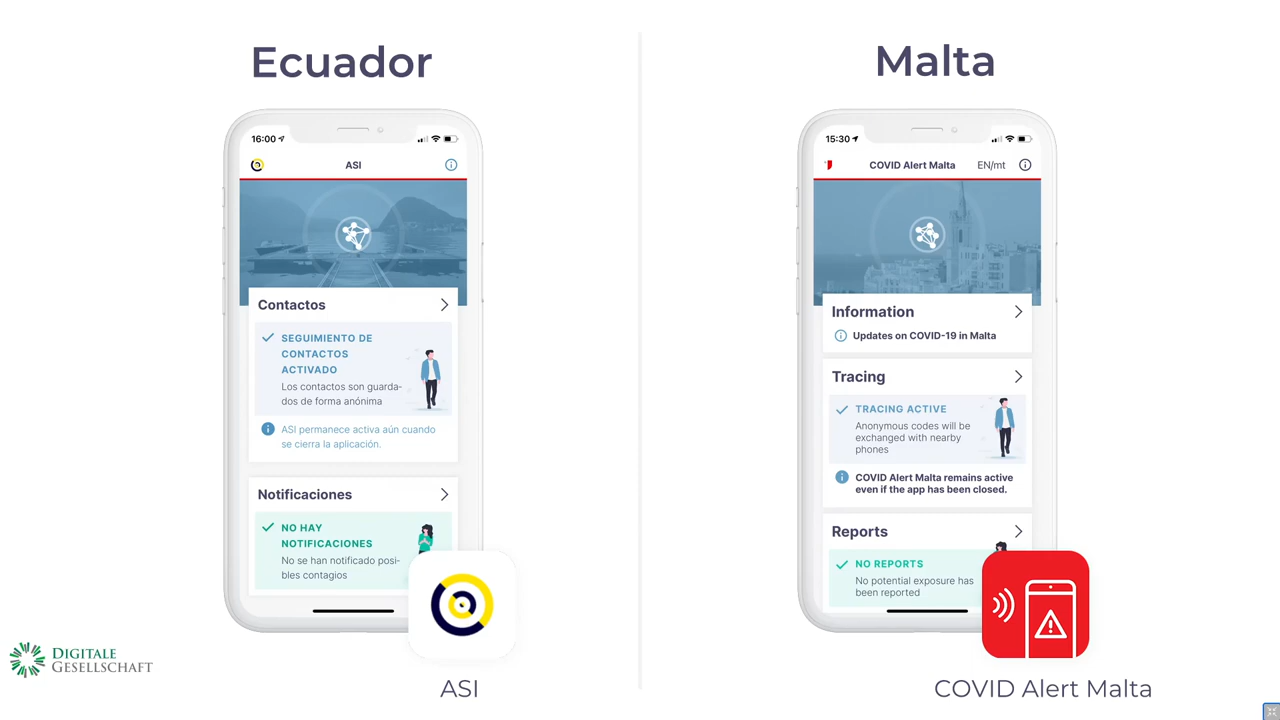 Ecuador
16:00
ASI
Contactos
SEGUIMIENTO DE
CONTACTOS
ACTIVADO
Los contactos son guarda-
dos de forma anónima
ASI permanece activa aún cuando
se cierra la aplicación.
Notificaciones
NO HAY
NOTIFICACIONES
No se han notificado posi-
bles contagios
ASI
Malta
15:30
COVID Alert Malta EN/mt
Information
Updates on COVID-19 in Malta
Tracing
TRACING ACTIVE
Anonymous codes will be
exchanged with nearby
phones
COVID Alert Malta remains active
even if the app has been closed.
Reports
NO REPORTS
No potential exposure has
been reported
COVID Alert Malta
DIGITALE
GESELLSCHAFT